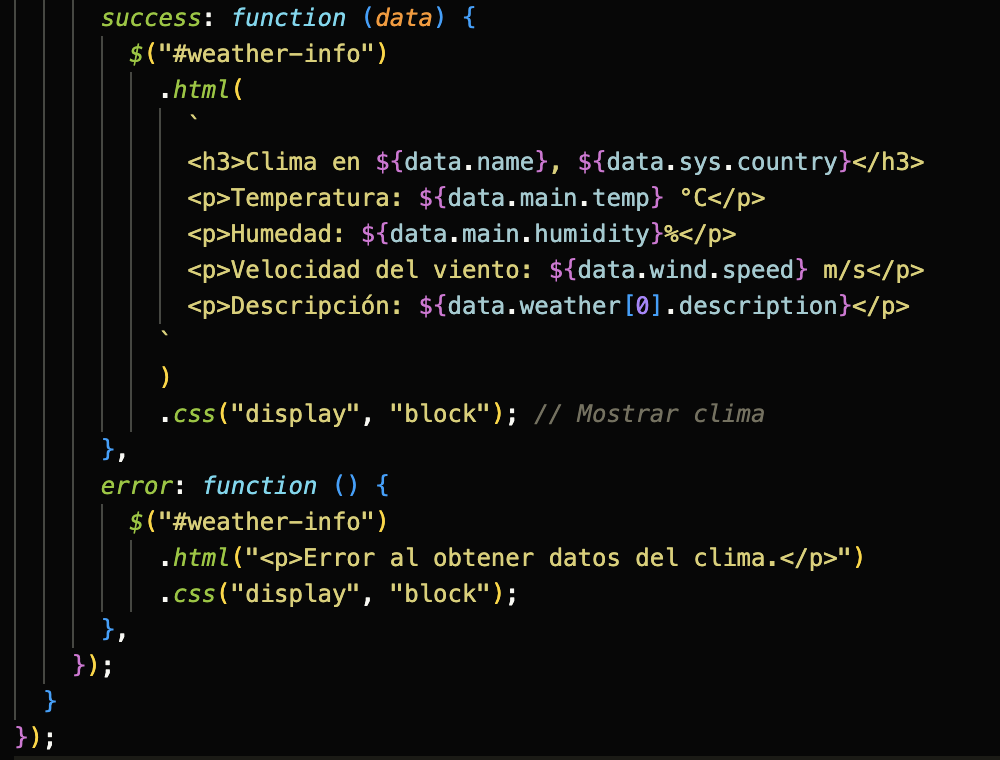 success: function (data) {
$("#weather-info")
.html(
`
<h3>Clima en ${data.name}, ${data.sys.country}</h3>
<p>Temperatura: ${data.main.temp} °C</p>
<p>Humedad: ${data.main.humidity}%</p>
<p>Velocidad del viento: ${data.wind.speed} m/s</p>
<p>Descripción: ${data.weather[0].description}</p>
`
)
.css("display", "block"); // Mostrar clima
},
error: function () {
$("#weather-info")
.html("<p>Error al obtener datos del clima.</p>")
.css("display", "block");
},
});
}
});